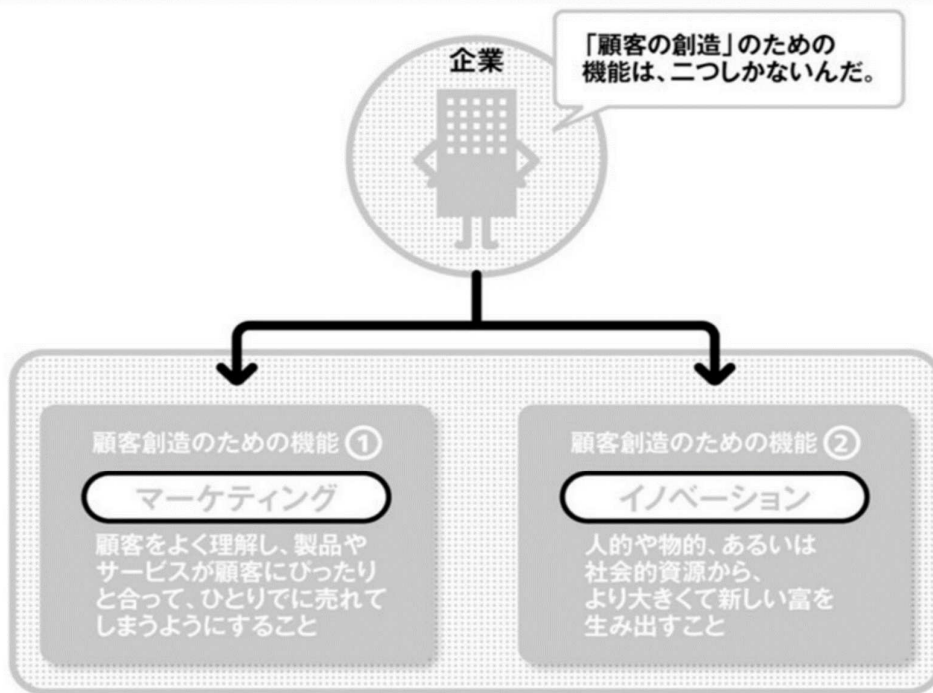 企業
「顧客の創造」のための
機能は、二つしかないんだ。
顧客創造のための機能①
マーケティング
顧客をよく理解し、製品や
サービスが顧客にぴったり
と合って、ひとりでに売れて
しまうようにすること
顧客創造のための機能②
イノベーション
人的や物的、あるいは
社会的資源から、
より大きくて新しい富を
生み出すこと